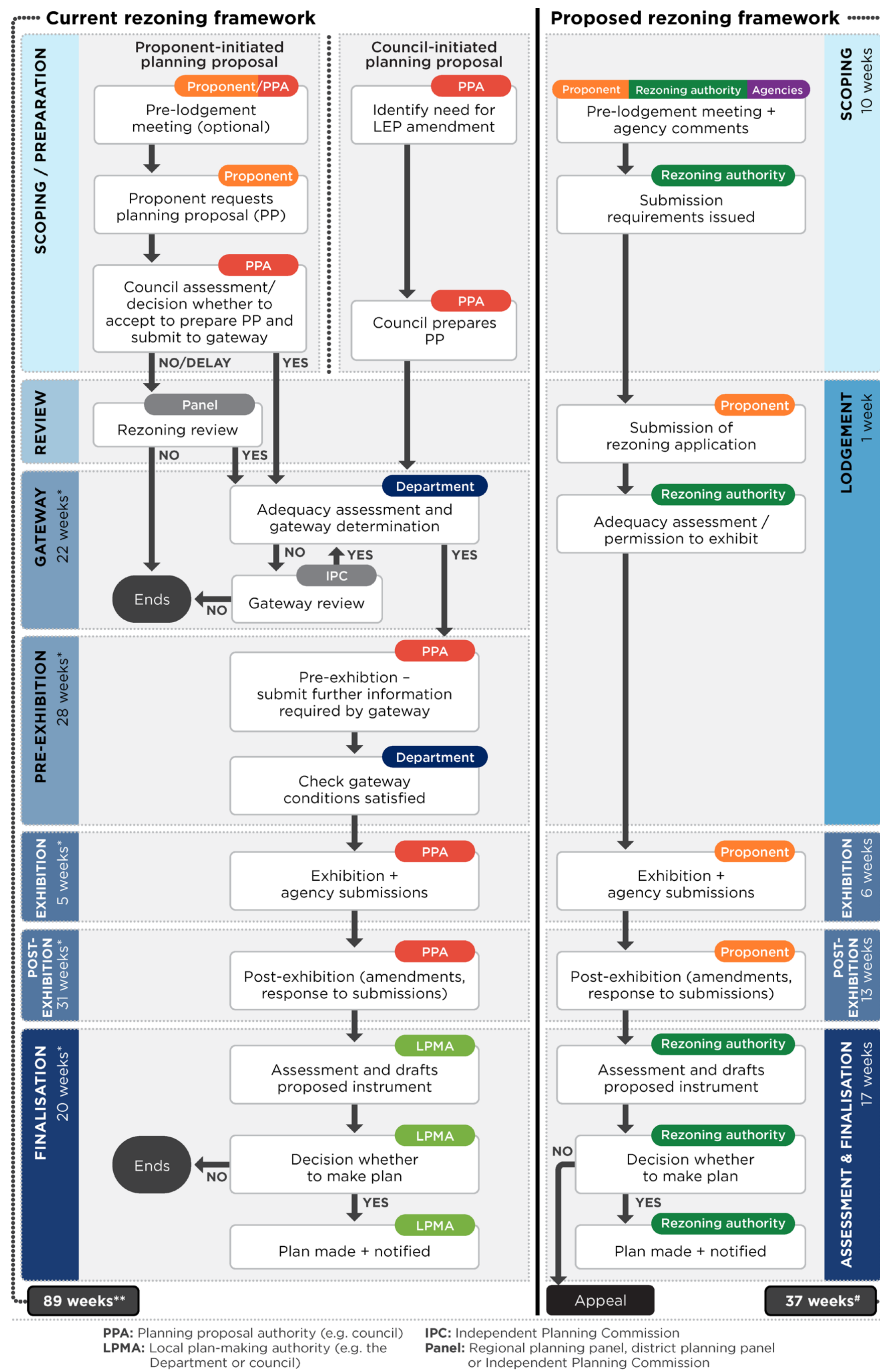 Current rezoning framework
Proponent-initiated
planning proposal
Council-initiated
planning proposal
SCOPING / PREPARATION
Proponent/PPA
Pre-lodgement
meeting (optional)
Proponent
Proponent requests
planning proposal (PP)
PPA
Council assessment/
decision whether to
accept to prepare PP and
submit to gateway
NO/DELAY
YES
PPA
Identify need for
LEP amendment
PPA
Council prepares
PP
REVIEW
Panel
Rezoning review
NO
YES
GATEWAY
22 weeks*
Department
Adequacy assessment and
gateway determination
NO
YES
YES
IPC
Gateway review
NO
Ends
PRE-EXHIBITION
28 weeks*
PPA
Pre-exhibtion –
submit further information
required by gateway
Department
Check gateway
conditions satisfied
EXHIBITION
5 weeks*
PPA
Exhibition +
agency submissions
POST-
EXHIBITION
31 weeks*
PPA
Post-exhibition (amendments,
response to submissions)
FINALISATION
20 weeks*
LPMA
Assessment and drafts
proposed instrument
LPMA
Decision whether
to make plan
NO
Ends
YES
LPMA
Plan made + notified
89 weeks**
Proposed rezoning framework
SCOPING
10 weeks
Proponent Rezoning authority Agencies
Pre-lodgement meeting +
agency comments
Rezoning authority
Submission
requirements issued
LODGEMENT
1 week
Proponent
Submission of
rezoning application
Rezoning authority
Adequacy assessment /
permission to exhibit
EXHIBITION
6 weeks
Proponent
Exhibition +
agency submissions
POST-
EXHIBITION
13 weeks
Proponent
Post-exhibition (amendments,
response to submissions)
ASSESSMENT & FINALISATION
17 weeks
Rezoning authority
Assessment and drafts
proposed instrument
Rezoning authority
Decision whether
to make plan
NO
YES
Rezoning authority
Plan made + notified
Appeal
37 weeks#
PPA: Planning proposal authority (e.g. council)
LPMA: Local plan-making authority (e.g. the
Department or council)
IPC: Independent Planning Commission
Panel: Regional planning panel, district planning panel
or Independent Planning Commission